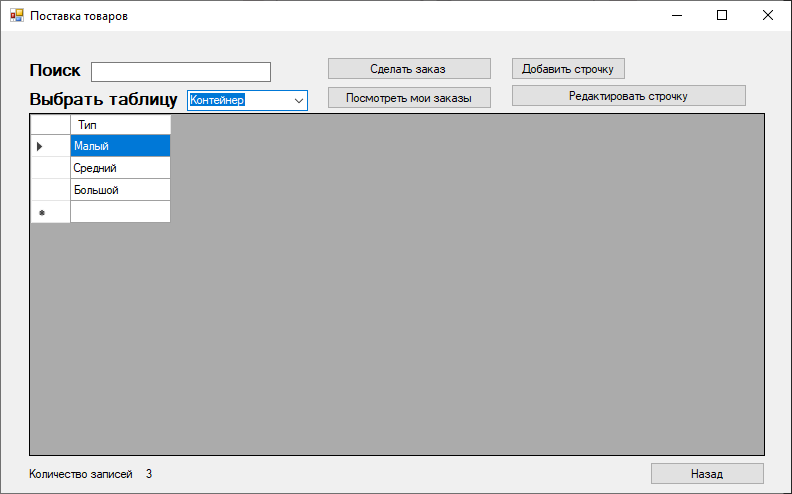 Поставка товаров
Поиск
Сделать заказ
Добавить строчку
Выбрать таблицу
Контейнер
Посмотреть мои заказы
Редактировать строчку
Тип
Малый
Средний
Большой
Количество записей 3
Назад